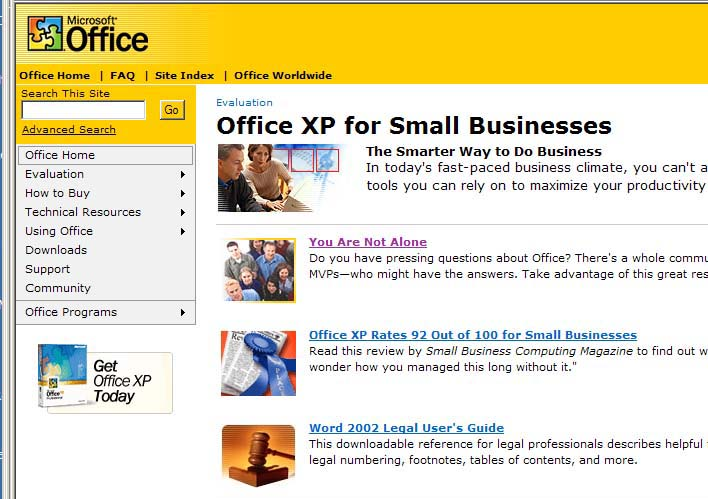 Microsoft
Office
Office Home | FAQ | Site Index | Office Worldwide
Search This Site
Go
Advanced Search
Office Home
Evaluation
How to Buy
Technical Resources
Using Office
Downloads
Support
Community
Office Programs
Get
Office XP
Today
Evaluation
Office XP for Small Businesses
The Smarter Way to Do Business
In today's fast-paced business climate, you can't a
tools you can rely on to maximize your productivity
You Are Not Alone
Do you have pressing questions about Office? There's a whole commu
MVPs—who might have the answers. Take advantage of this great res
Office XP Rates 92 Out of 100 for Small Businesses
Read this review by Small Business Computing Magazine to find out w
wonder how you managed this long without it."
Word 2002 Legal User's Guide
This downloadable reference for legal professionals describes helpful
legal numbering, footnotes, tables of contents, and more.